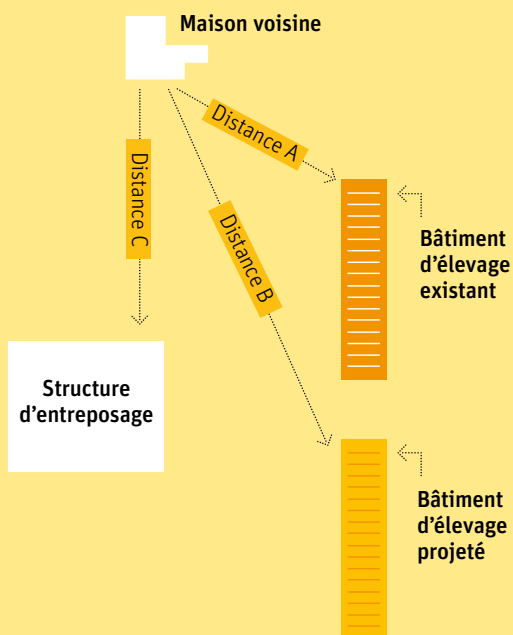 Maison voisine
Distance A
Distance C
Distance B
Bâtiment
d’élevage
existant
Structure
d’entreposage
Bâtiment
d’élevage
projeté